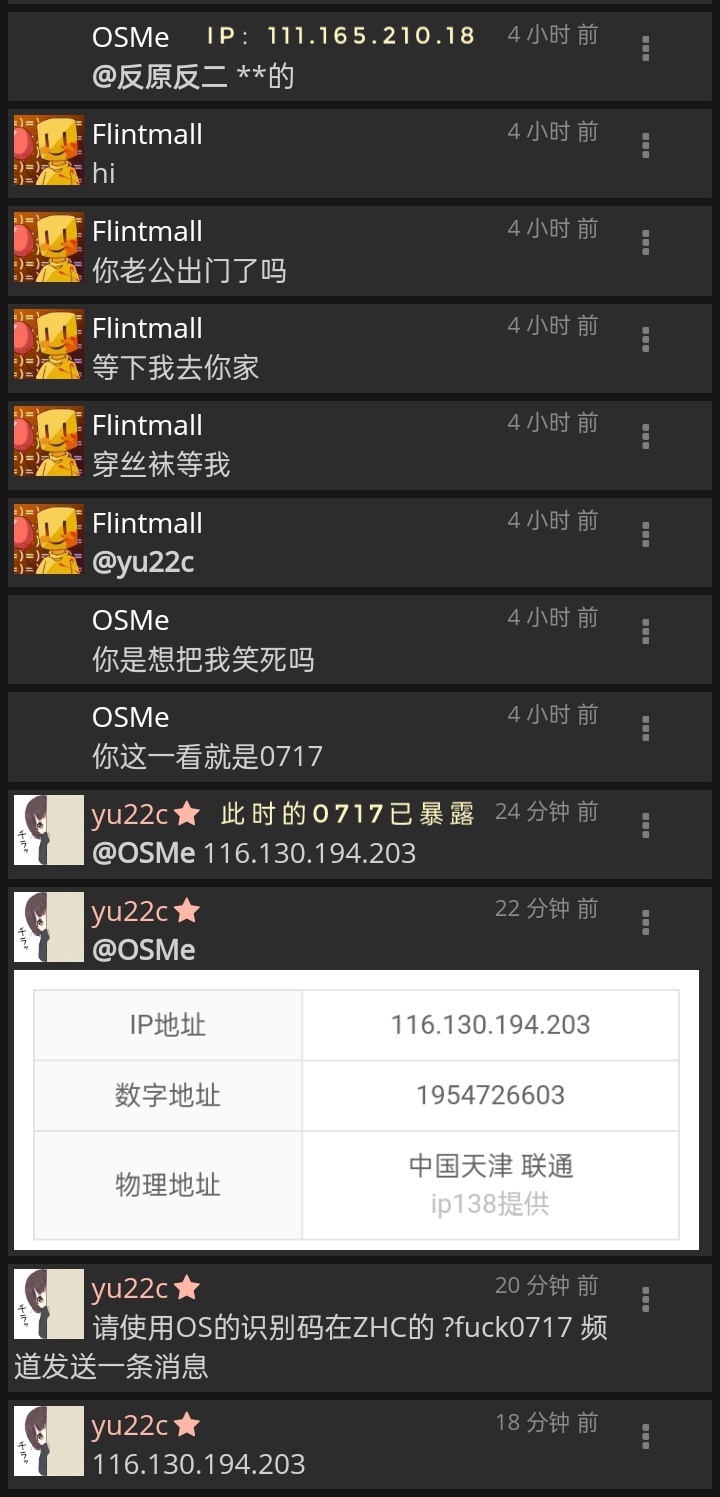 OSMe IP: 111.165.210.18 4 小时 前
@反原反二 **的
Flintmall 4 小时 前
hi
Flintmall 4 小时 前
你老公出门了吗
Flintmall 4 小时 前
等下我去你家
Flintmall 4 小时 前
穿丝袜等我
Flintmall 4 小时 前
@yu22c
OSMe 4 小时 前
你是想把我笑死吗
OSMe 4 小时 前
你这一看就是0717
yu22c 此时的0717已暴露 24 分钟 前
@OSMe 116.130.194.203
yu22c 22 分钟 前
@OSMe
IP地址 116.130.194.203
数字地址 1954726603
物理地址 中国天津 联通
ip138提供
yu22c 20 分钟 前
请使用OS的识别码在ZHC的 ?fuck0717 频
道发送一条消息
yu22c 18 分钟 前
116.130.194.203